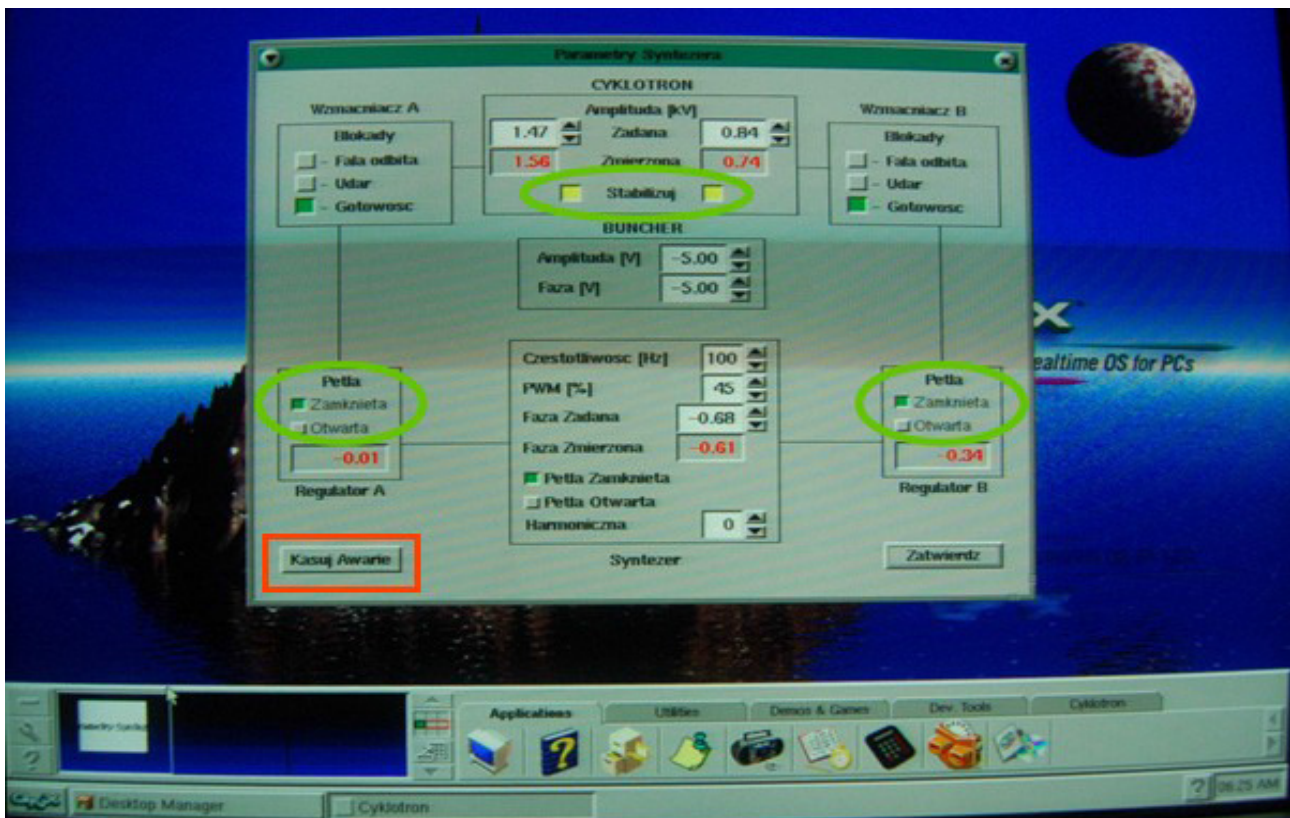 Parametry Syntezera
CYKLOTRON
Wzmacniacz A
Amplituda [kV]
Wzmacniacz B
Blokady
1.47 Zadana 0.84
Blokady
- Fala odbita
1.56 Zmierzona 0.74
- Fala odbita
- Udar
Stabilizuj
- Udar
- Gotowosc
- Gotowosc
BUNCHER
Amplituda [V] -5.00
Faza [V] -5.00
x
ealtime OS for PCs
Czestotliwosc [Hz] 100
Petla
PWM [%] 45
Petla
Zamknieta
Faza Zadana -0.68
Zamknieta
Otwarta
Otwarta
-0.01
Faza Zmierzona -0.61
-0.34
Regulator A
Petla Zamknieta
Regulator B
Petla Otwarta
Harmoniczna 0
Kasuj Awarie
Syntezer
Zatwierdz
Applications Utilities Demos & Games Dev. Tools Cyklotron
Desktop Manager Cyklotron ? 06:25 AM